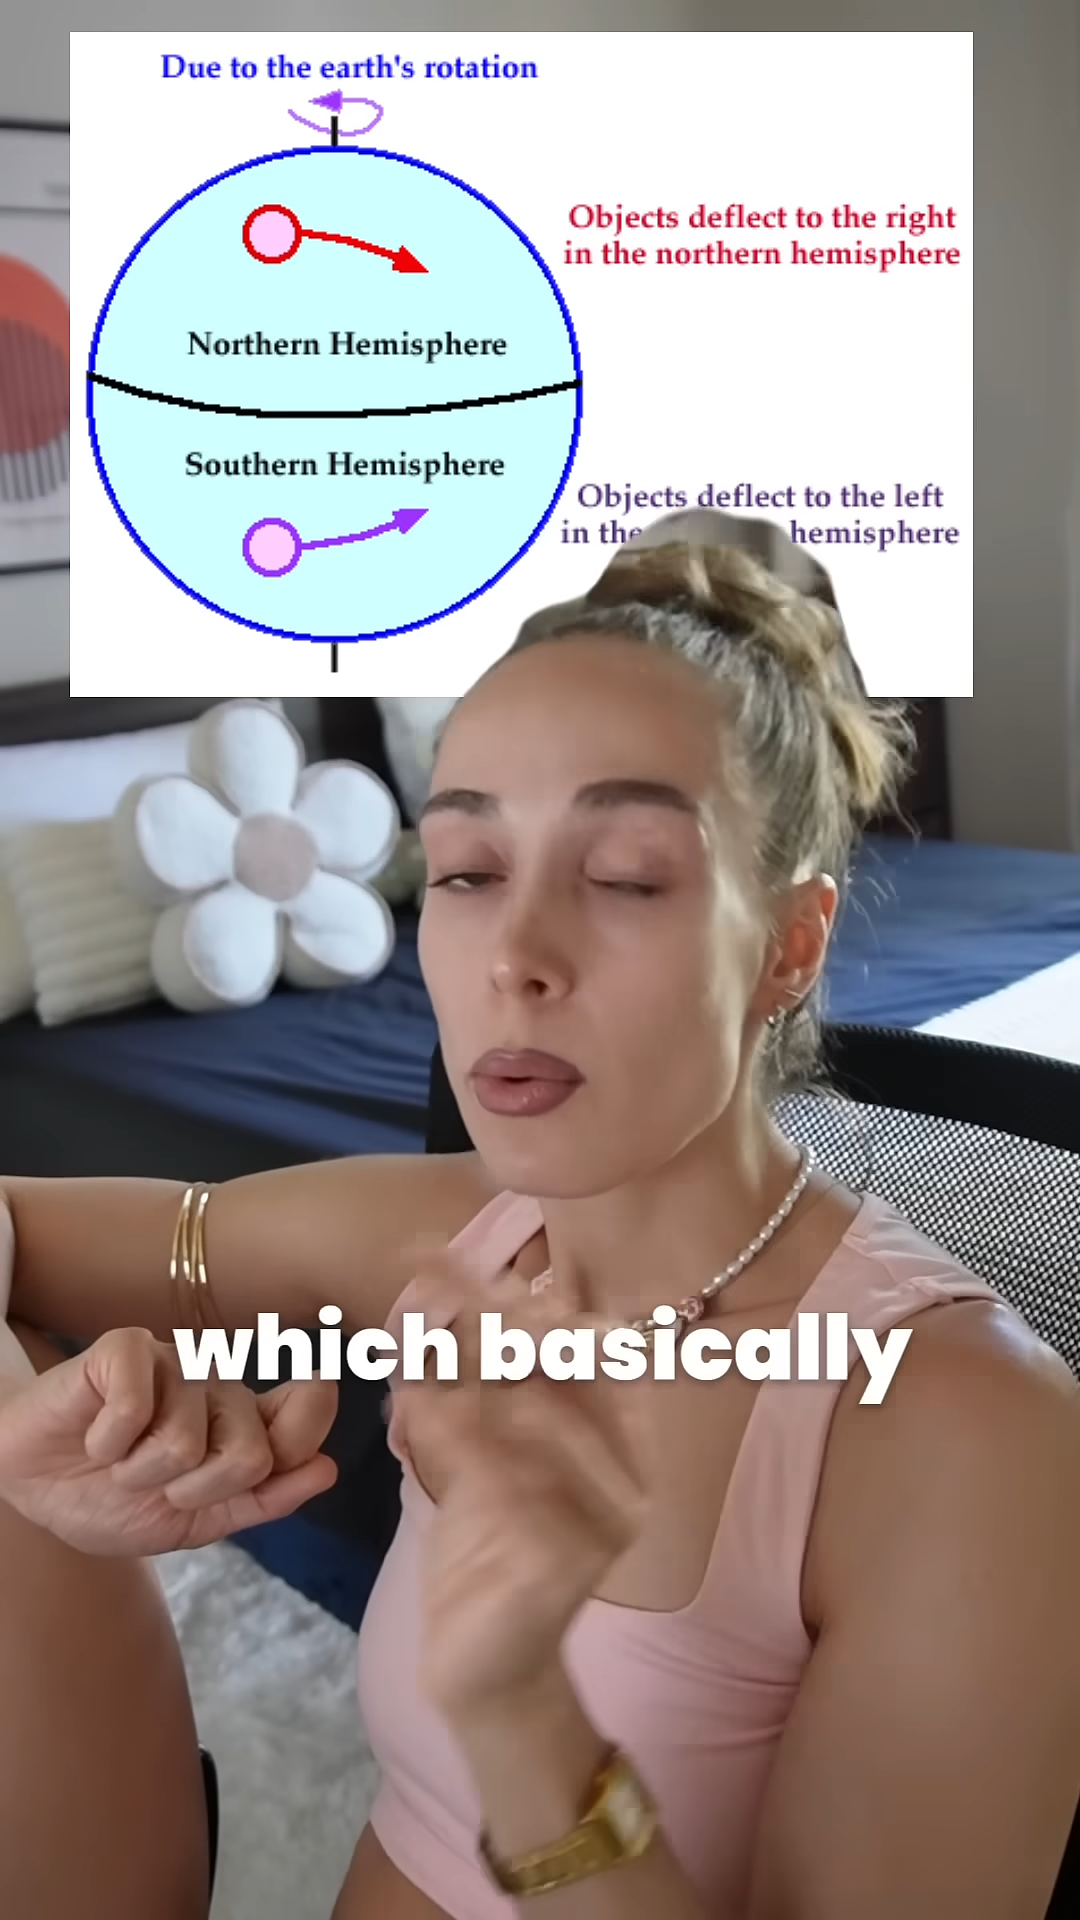 Due to the earth's rotation
Objects deflect to the right
in the northern hemisphere
Northern Hemisphere
Southern Hemisphere
Objects deflect to the left
in the hemisphere
which basically